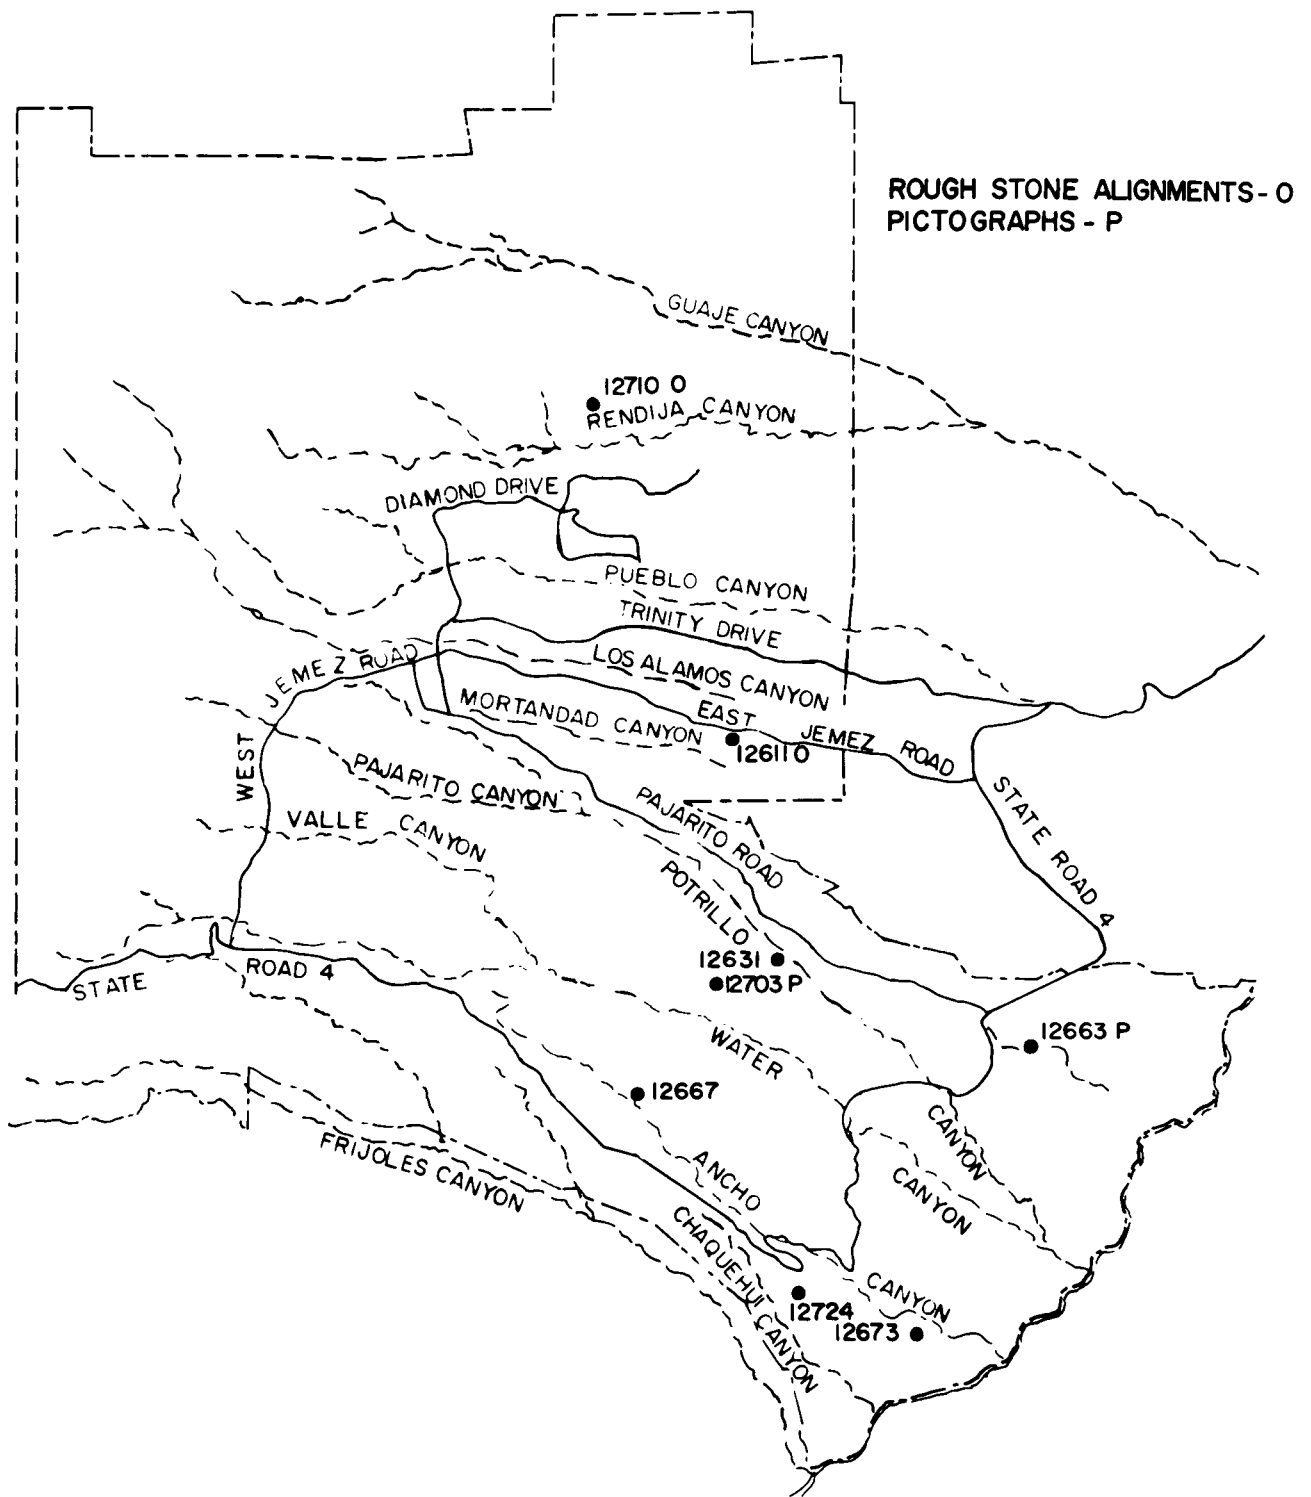 ROUGH STONE ALIGNMENTS - O
PICTOGRAPHS - P
GUAJE CANYON
12710 O
RENDIJA CANYON
DIAMOND DRIVE
PUEBLO CANYON
TRINITY DRIVE
LOS ALAMOS CANYON
WEST JEMEZ ROAD
MORTANDAD CANYON
EAST JEMEZ ROAD
12611 O
PAJARITO CANYON
PAJARITO ROAD
STATE ROAD 4
VALLE CANYON
POTRILLO CANYON
12631
12703 P
STATE ROAD 4
WATER CANYON
12663 P
12667
FRIJOLES CANYON
ANCHO CANYON
CHAQUEHUI CANYON
12724
12673